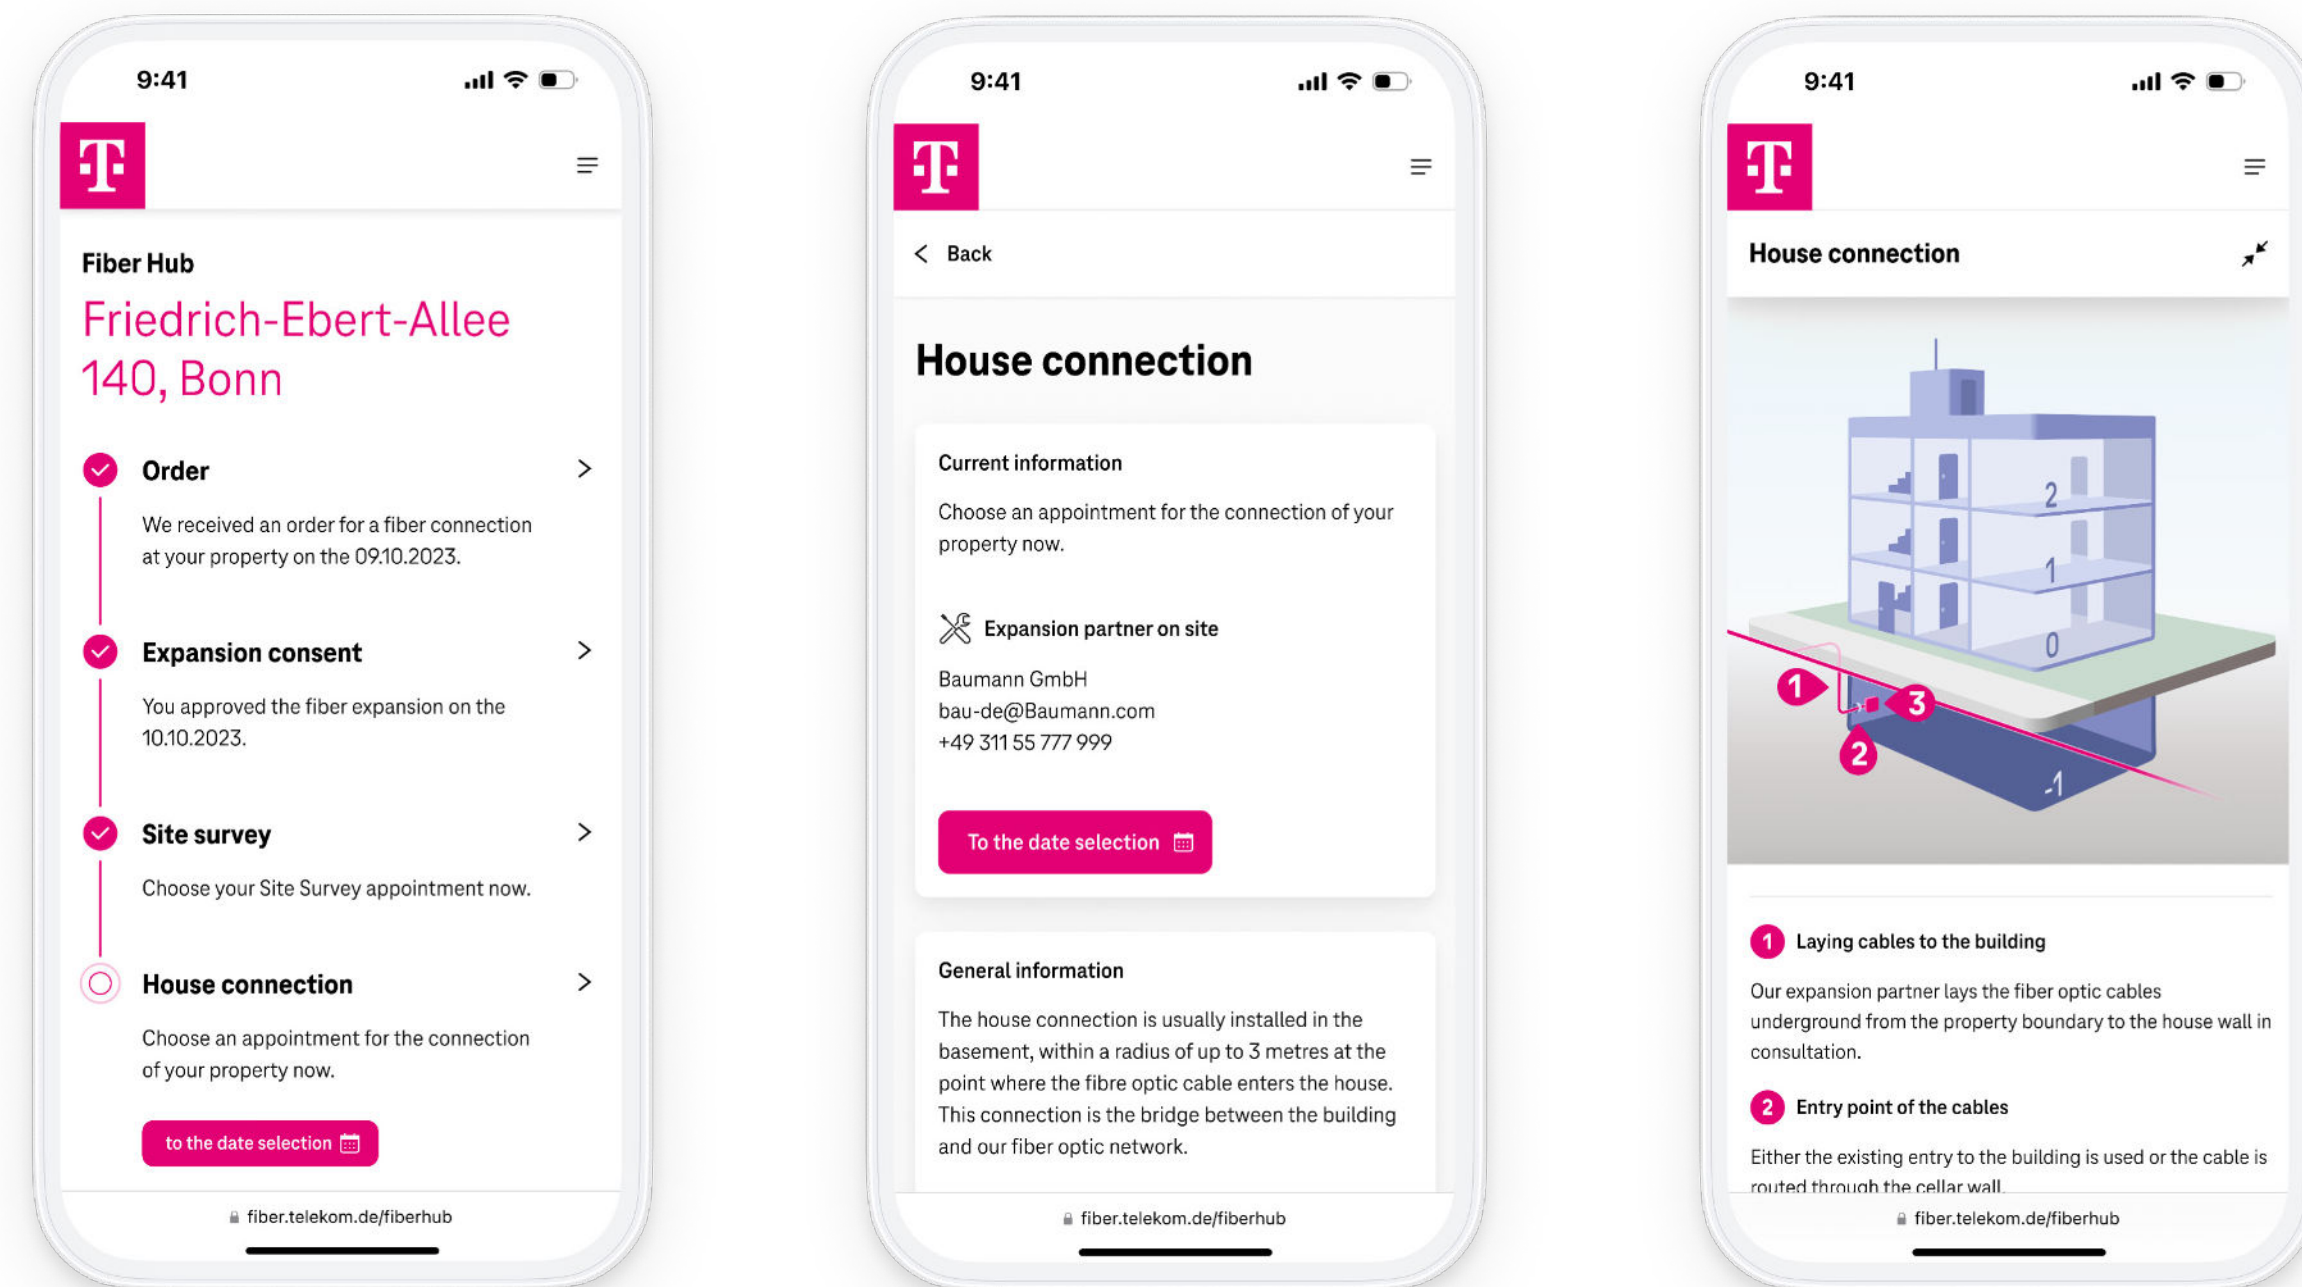 9:41
T
Fiber Hub
Friedrich-Ebert-Allee
140, Bonn
Order
We received an order for a fiber connection
at your property on the 09.10.2023.
Expansion consent
You approved the fiber expansion on the
10.10.2023.
Site survey
Choose your Site Survey appointment now.
House connection
Choose an appointment for the connection
of your property now.
to the date selection
fiber.telekom.de/fiberhub
9:41
T
Back
House connection
Current information
Choose an appointment for the connection of your
property now.
Expansion partner on site
Baumann GmbH
bau-de@Baumann.com
+49 311 55 777 999
To the date selection
General information
The house connection is usually installed in the
basement, within a radius of up to 3 metres at the
point where the fibre optic cable enters the house.
This connection is the bridge between the building
and our fiber optic network.
fiber.telekom.de/fiberhub
9:41
T
House connection
2
1
0
1
3
2
-1
1 Laying cables to the building
Our expansion partner lays the fiber optic cables
underground from the property boundary to the house wall in
consultation.
2 Entry point of the cables
Either the existing entry to the building is used or the cable is
routed through the cellar wall.
fiber.telekom.de/fiberhub